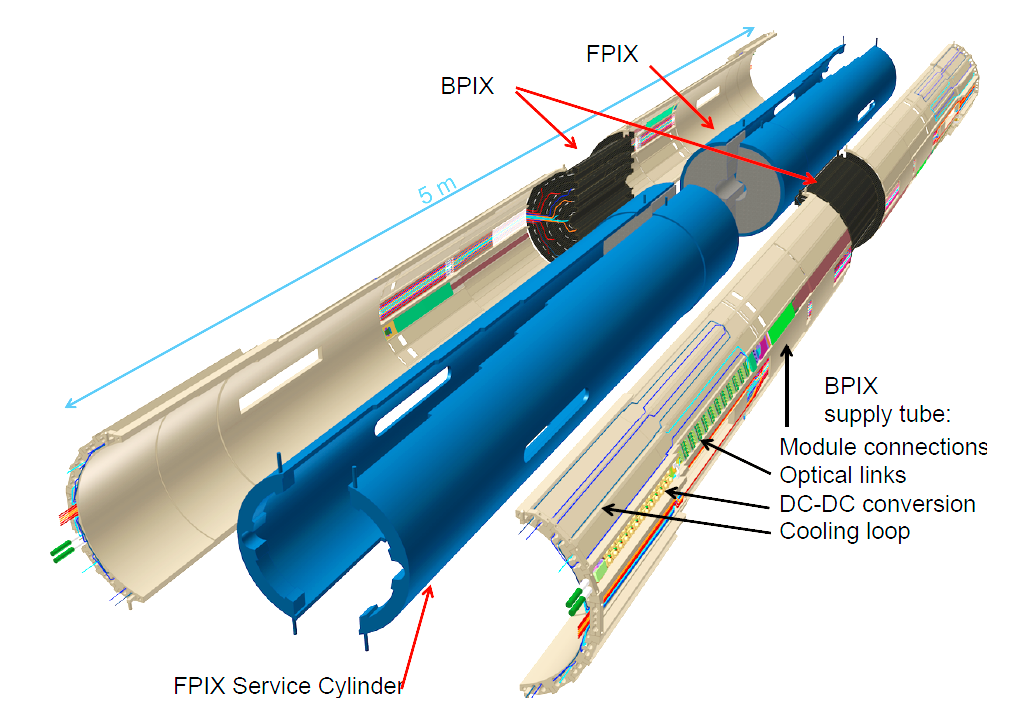 FPIX
BPIX
5 m
BPIX
supply tube:
Module connections
Optical links
DC-DC conversion
Cooling loop
FPIX Service Cylinder